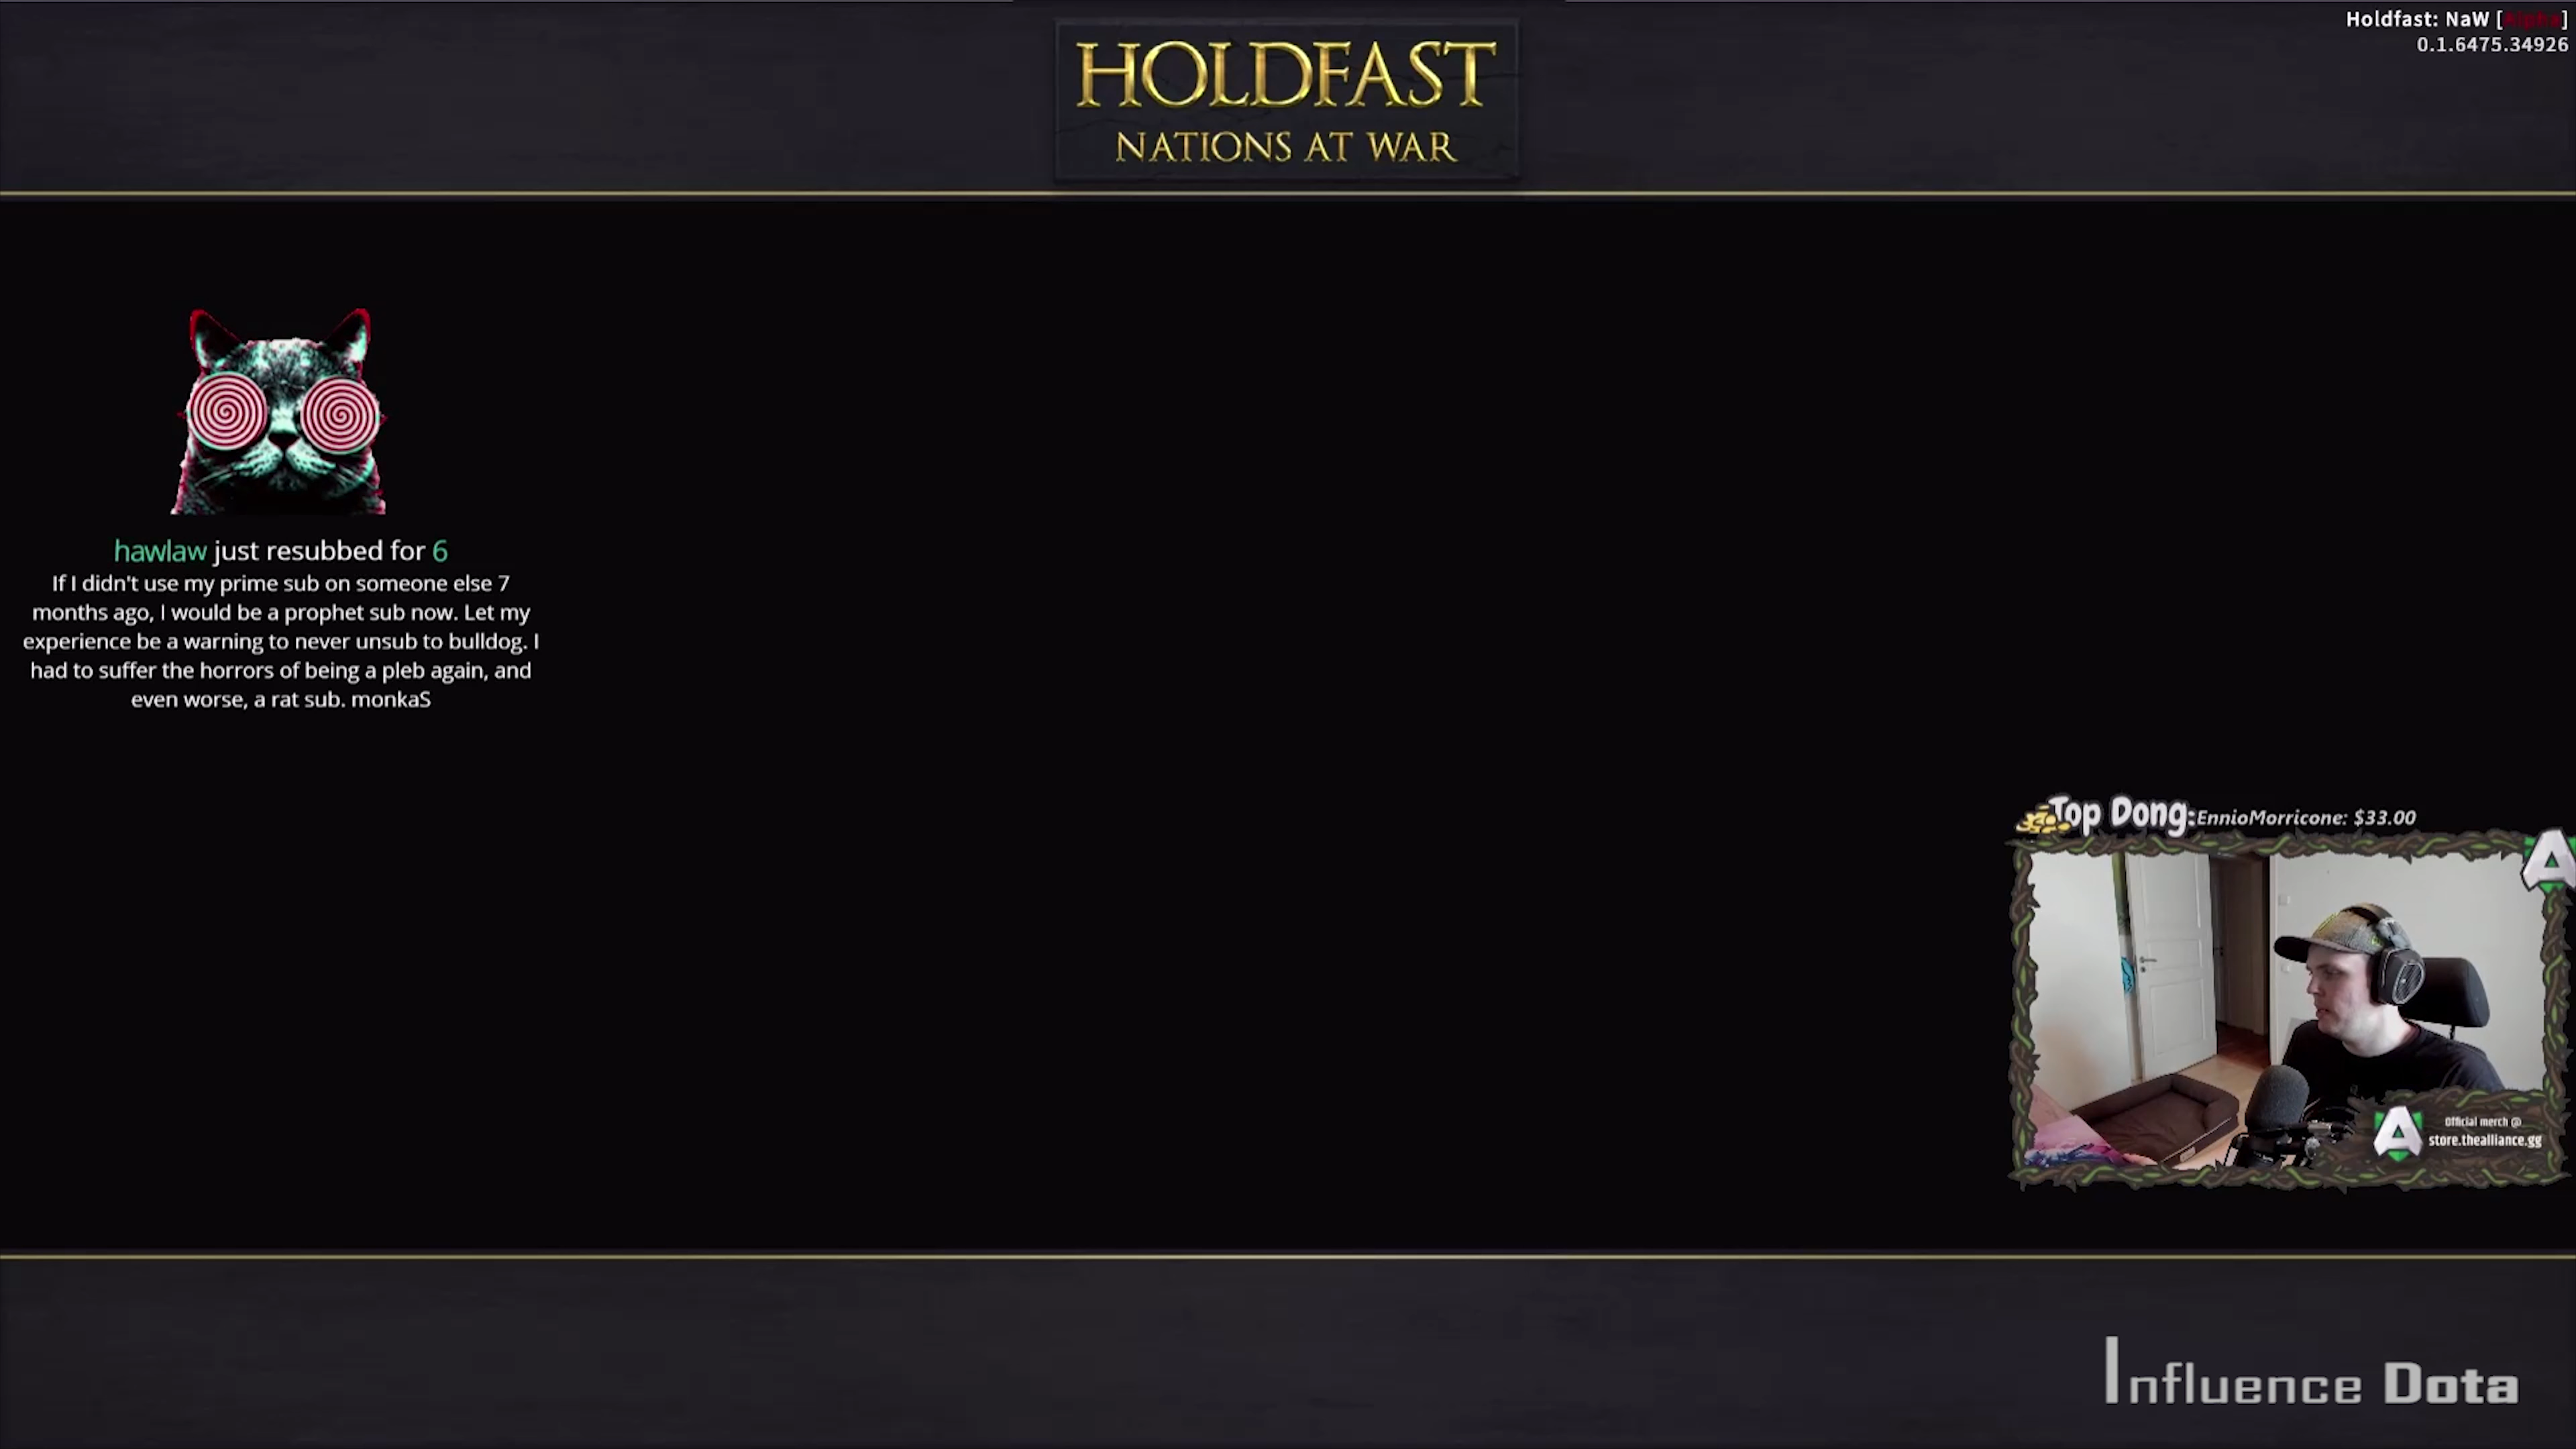 HOLDFAST
NATIONS AT WAR
Holdfast: NaW [Alpha]
0.1.6475.34926
hawlaw just resubbed for 6
If I didn't use my prime sub on someone else 7
months ago, I would be a prophet sub now. Let my
experience be a warning to never unsub to bulldog. I
had to suffer the horrors of being a pleb again, and
even worse, a rat sub. monkaS
Top Dong: EnnioMorricone: $33.00
Official merch @
store.thealliance.gg
Influence Dota